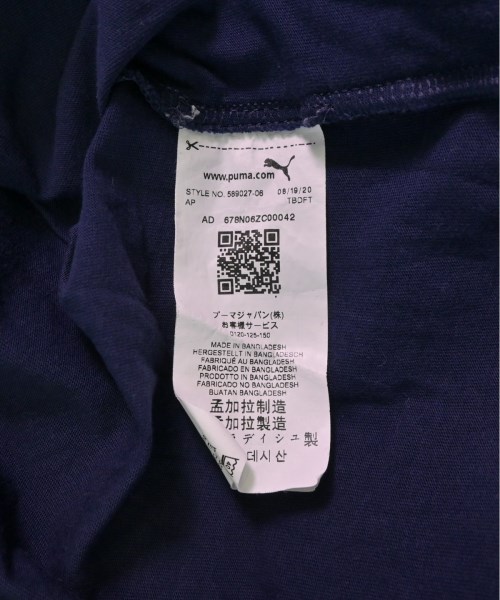 www.puma.com
STYLE NO. 589027-06 08/19/20
AP TBDFT
AD 678N06ZC00042
プーマジャパン(株)
お客様サービス
0120-125-150
MADE IN BANGLADESH
HERGESTELLT IN BANGLADESCH
FABRIQUÉ AU BANGLADESH
FABRICADO EN BANGLADESH
PRODOTTO IN BANGLADESH
FABRICADO NO BANGLADESH
BUATAN BANGLADESH
孟加拉制造
孟加拉製造
デイシュ製
데시 산